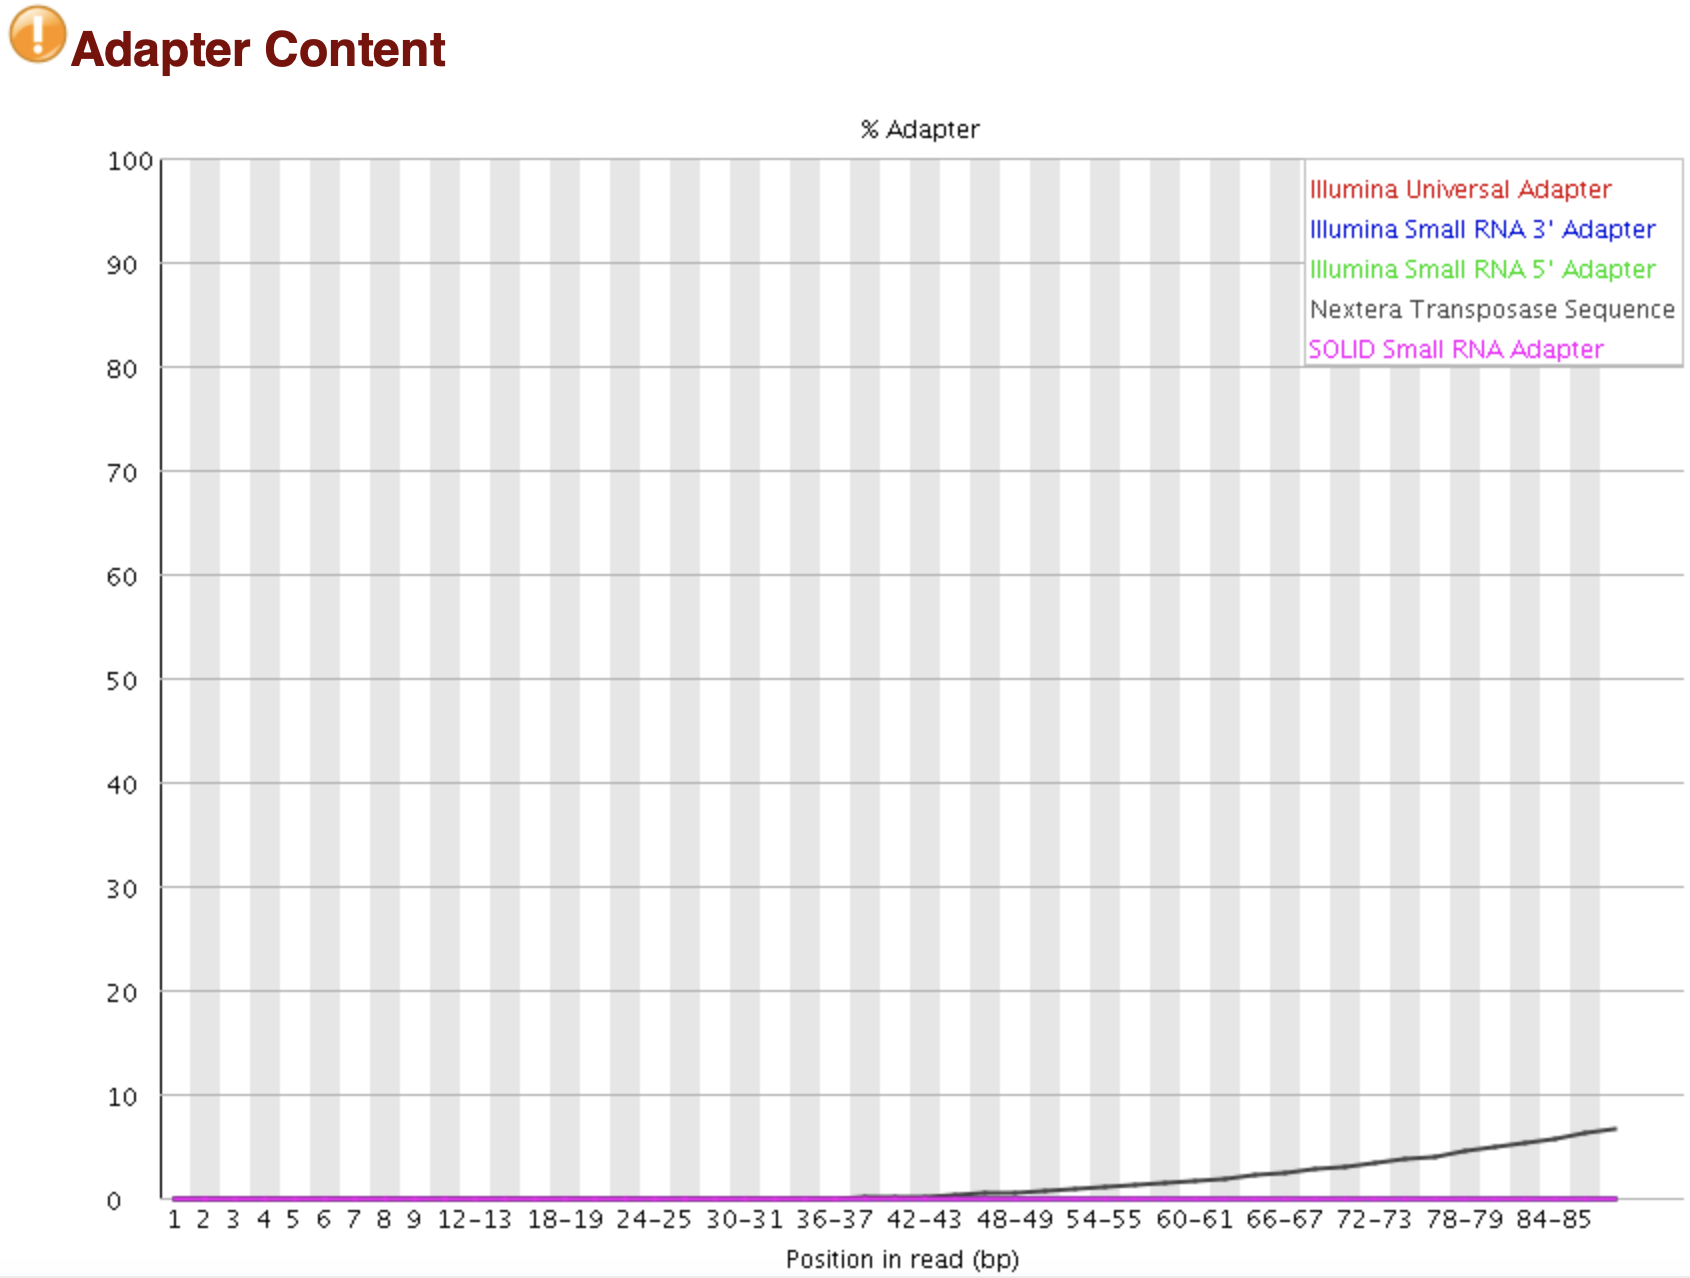 Adapter Content
% Adapter
100
90
80
70
60
50
40
30
20
10
0
Illumina Universal Adapter
Illumina Small RNA 3' Adapter
Illumina Small RNA 5' Adapter
Nextera Transposase Sequence
SOLID Small RNA Adapter
1 2 3 4 5 6 7 8 9 12-13 18-19 24-25 30-31 36-37 42-43 48-49 54-55 60-61 66-67 72-73 78-79 84-85
Position in read (bp)